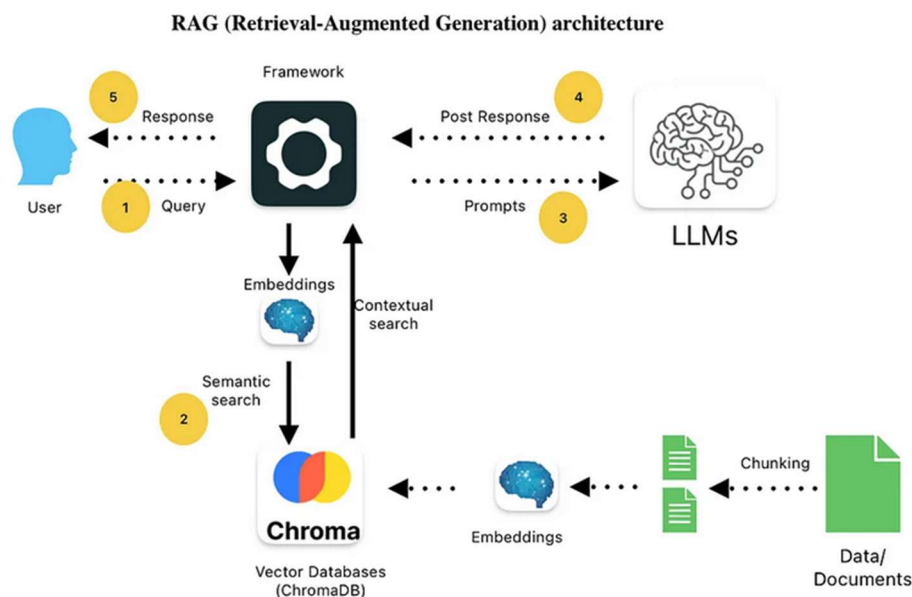 RAG (Retrieval-Augmented Generation) architecture
Framework
5
Response
4
Post Response
User
1
Query
Prompts
3
LLMs
Embeddings
Contextual
search
Semantic
search
2
Chroma
Vector Databases
(ChromaDB)
Embeddings
Chunking
Data/
Documents